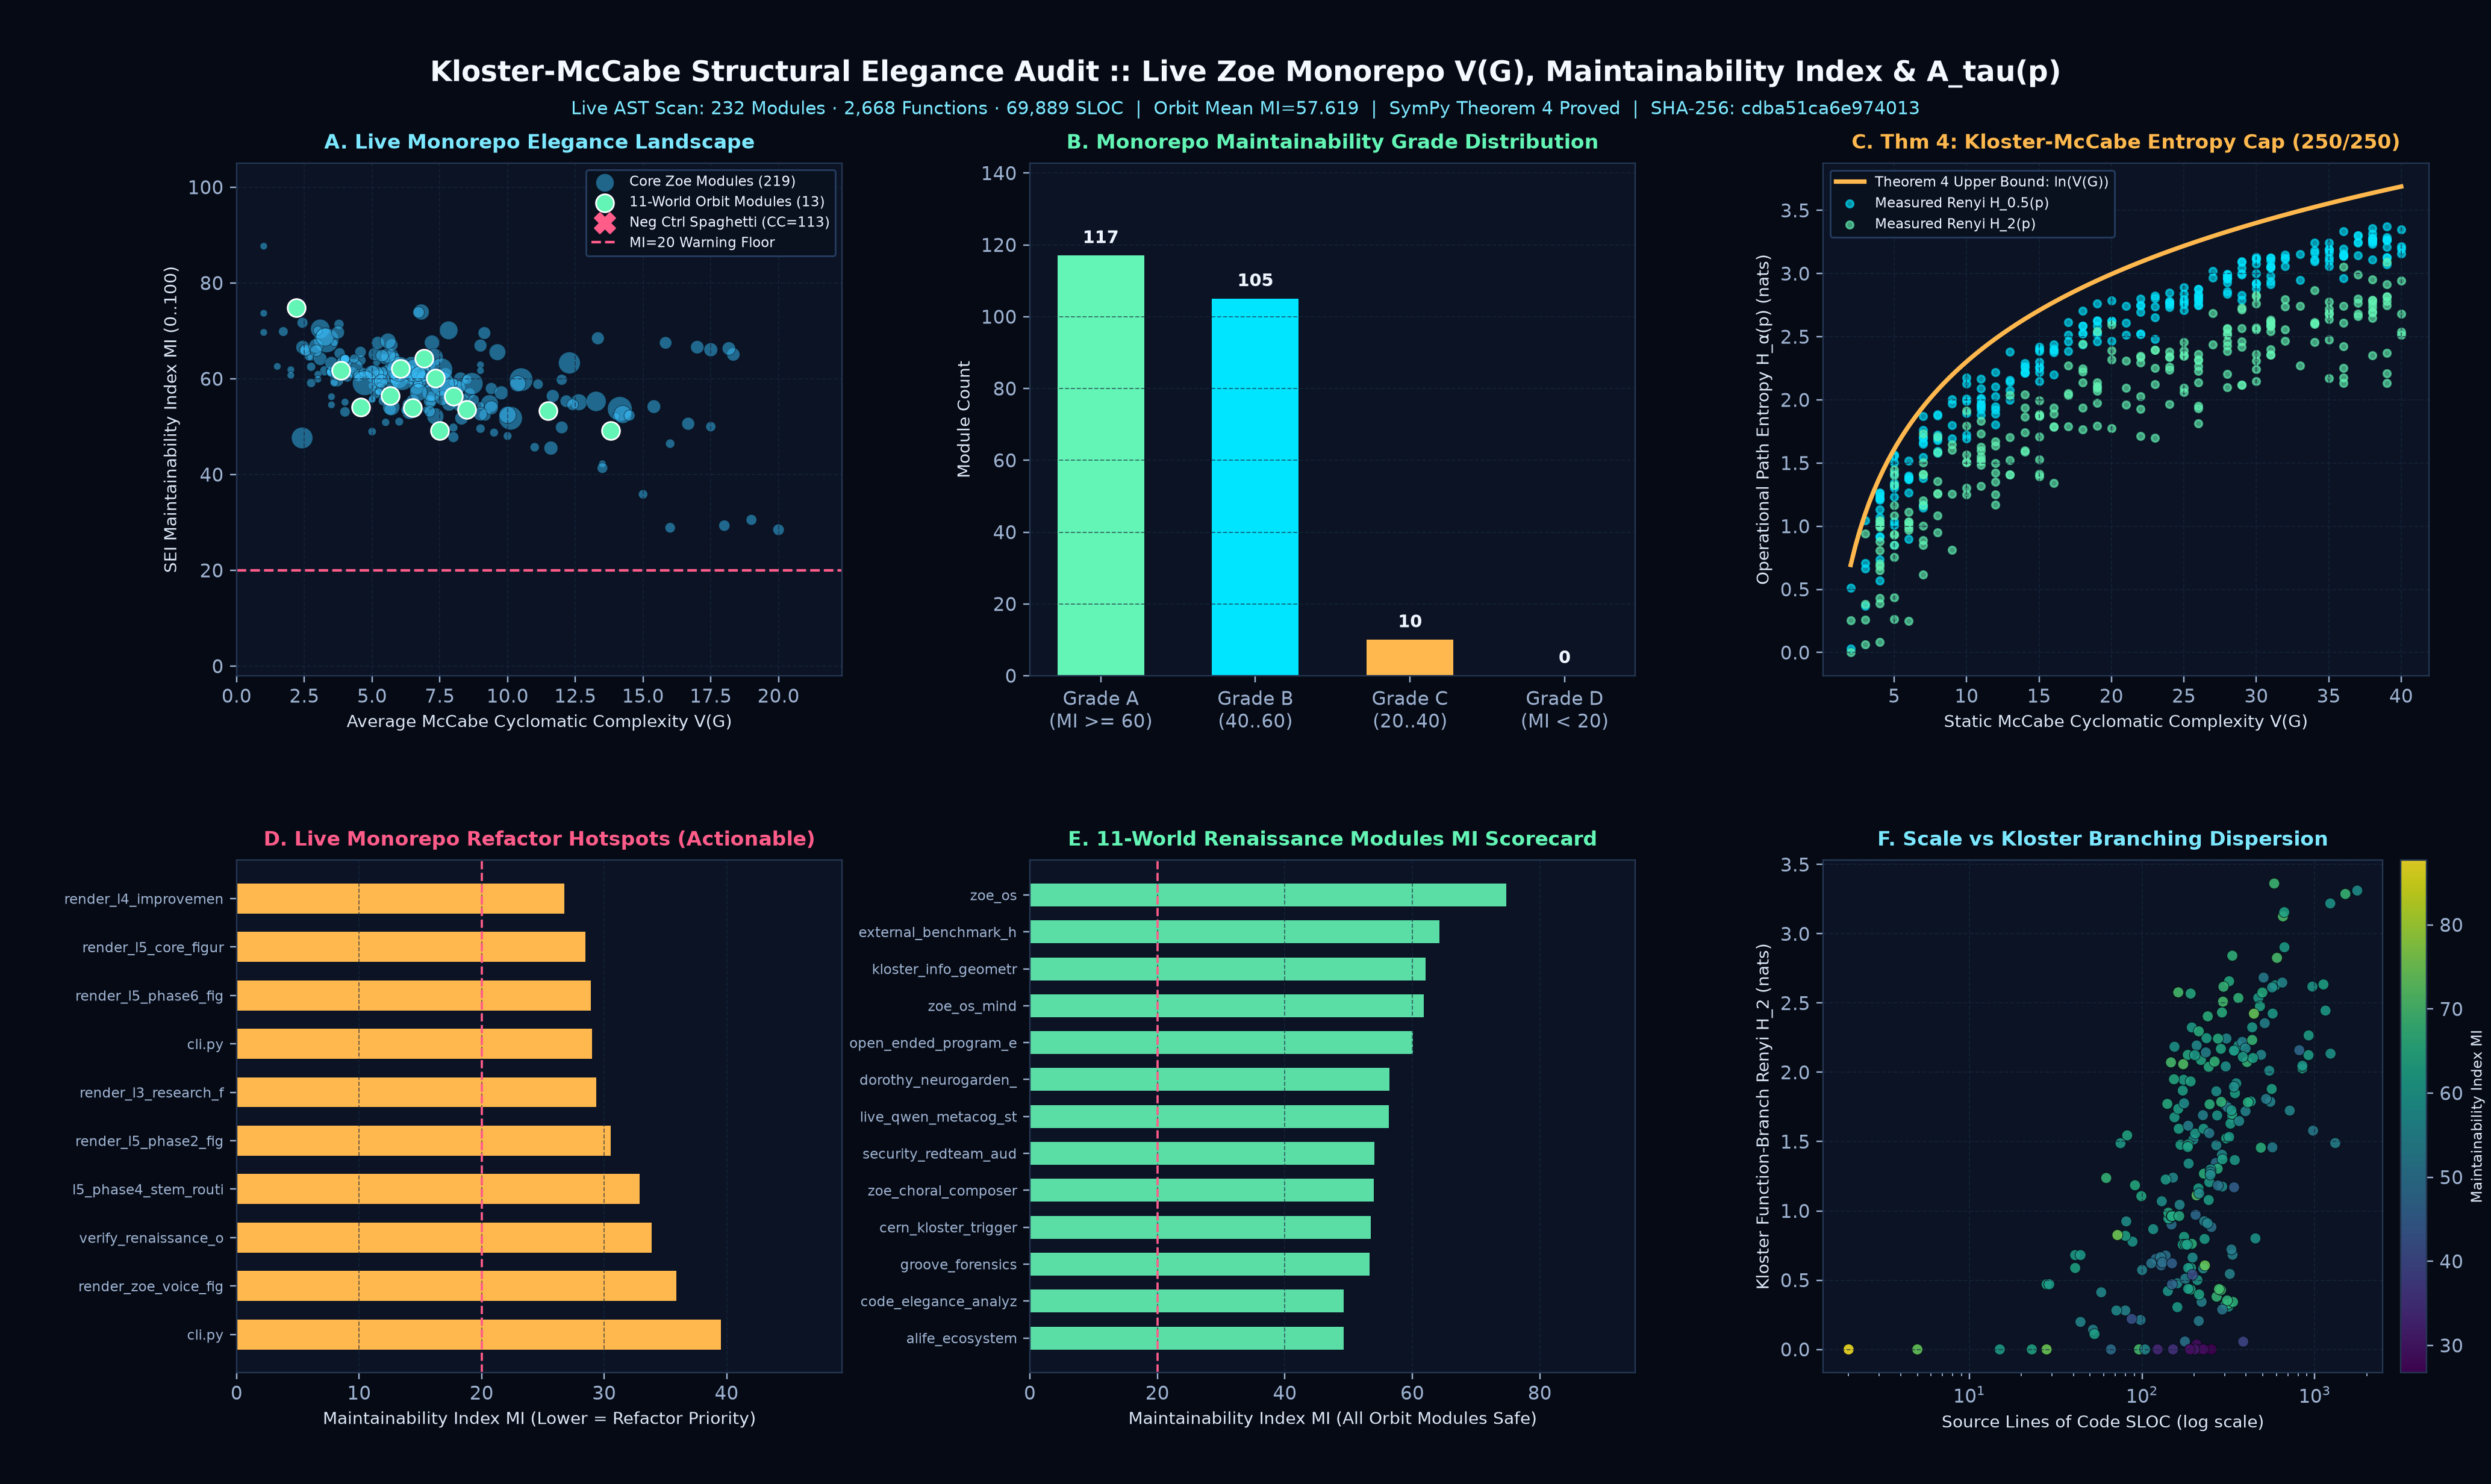 Kloster-McCabe Structural Elegance Audit :: Live Zoe Monorepo V(G), Maintainability Index & A_tau(p)
Live AST Scan: 232 Modules · 2,668 Functions · 69,889 SLOC | Orbit Mean MI=57.619 | SymPy Theorem 4 Proved | SHA-256: cdba51ca6e974013
A. Live Monorepo Elegance Landscape
SEI Maintainability Index MI (0..100)
100
80
60
40
20
0
Core Zoe Modules (219)
11-World Orbit Modules (13)
Neg Ctrl Spaghetti (CC=113)
MI=20 Warning Floor
0.0 2.5 5.0 7.5 10.0 12.5 15.0 17.5 20.0
Average McCabe Cyclomatic Complexity V(G)
B. Monorepo Maintainability Grade Distribution
Module Count
140
120
100
80
60
40
20
0
117
105
10
0
Grade A Grade B Grade C Grade D
(MI >= 60) (40..60) (20..40) (MI < 20)
C. Thm 4: Kloster-McCabe Entropy Cap (250/250)
Operational Path Entropy H_α(p) (nats)
3.5
3.0
2.5
2.0
1.5
1.0
0.5
0.0
Theorem 4 Upper Bound: ln(V(G))
Measured Renyi H_0.5(p)
Measured Renyi H_2(p)
5 10 15 20 25 30 35 40
Static McCabe Cyclomatic Complexity V(G)
D. Live Monorepo Refactor Hotspots (Actionable)
render_l4_improvemen
render_l5_core_figur
render_l5_phase6_fig
cli.py
render_l3_research_f
render_l5_phase2_fig
l5_phase4_stem_routi
verify_renaissance_o
render_zoe_voice_fig
cli.py
0 10 20 30 40
Maintainability Index MI (Lower = Refactor Priority)
E. 11-World Renaissance Modules MI Scorecard
zoe_os
external_benchmark_h
kloster_info_geometr
zoe_os_mind
open_ended_program_e
dorothy_neurogarden_
live_qwen_metacog_st
security_redteam_aud
zoe_choral_composer
cern_kloster_trigger
groove_forensics
code_elegance_analyz
alife_ecosystem
0 20 40 60 80
Maintainability Index MI (All Orbit Modules Safe)
F. Scale vs Kloster Branching Dispersion
Kloster Function-Branch Renyi H_2 (nats)
3.5
3.0
2.5
2.0
1.5
1.0
0.5
0.0
10¹ 10² 10³
Source Lines of Code SLOC (log scale)
80
70
60
50
40
30
Maintainability Index MI